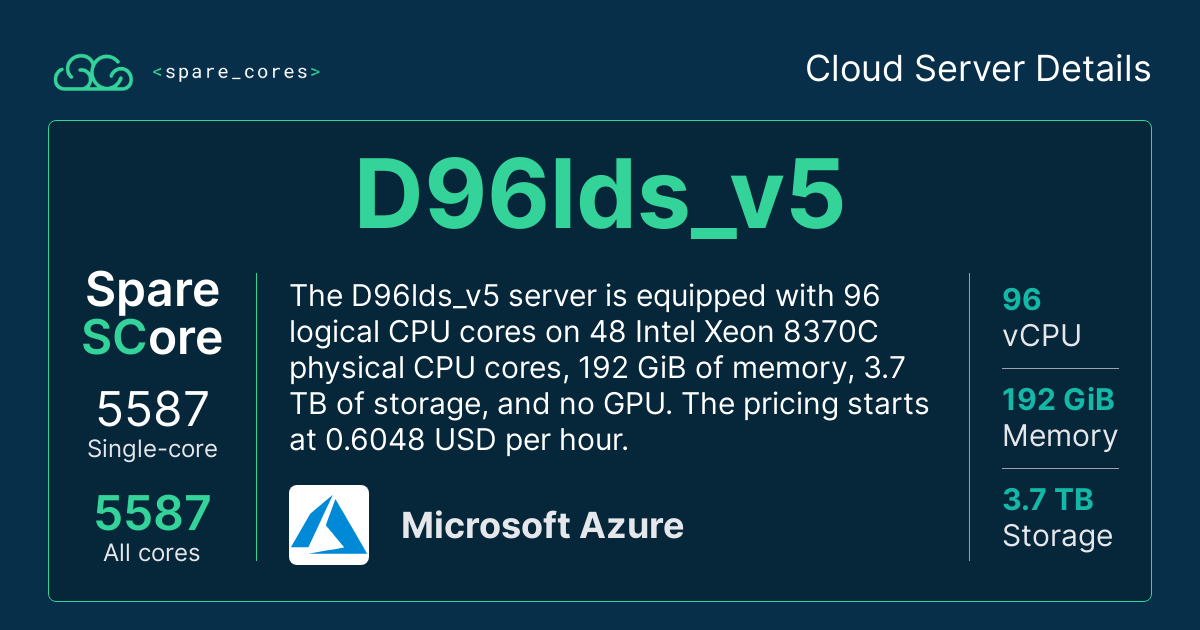 <spare_cores>
Cloud Server Details
D96lds_v5
Spare
SCore
5587
Single-core
5587
All cores
The D96lds_v5 server is equipped with 96
logical CPU cores on 48 Intel Xeon 8370C
physical CPU cores, 192 GiB of memory, 3.7
TB of storage, and no GPU. The pricing starts
at 0.6048 USD per hour.
Microsoft Azure
96
vCPU
192 GiB
Memory
3.7 TB
Storage